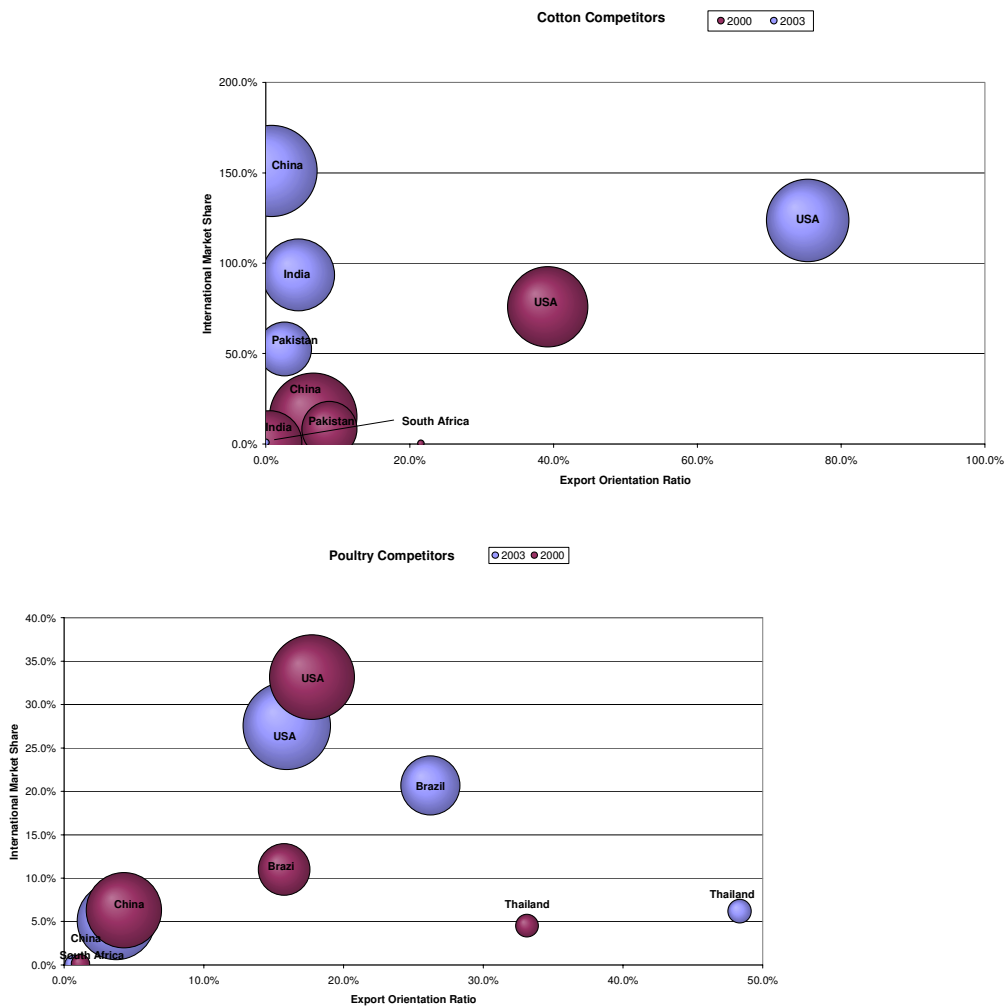 Cotton Competitors
2000 2003
200.0%
150.0%
100.0%
50.0%
0.0%
International Market Share
China
USA
India
USA
Pakistan
China
Pakistan
India
South Africa
0.0% 20.0% 40.0% 60.0% 80.0% 100.0%
Export Orientation Ratio
Poultry Competitors
2003 2000
40.0%
35.0%
30.0%
25.0%
20.0%
15.0%
10.0%
5.0%
0.0%
International Market Share
USA
USA
Brazil
Brazi
Thailand
China
Thailand
China
South Africa
0.0% 10.0% 20.0% 30.0% 40.0% 50.0%
Export Orientation Ratio